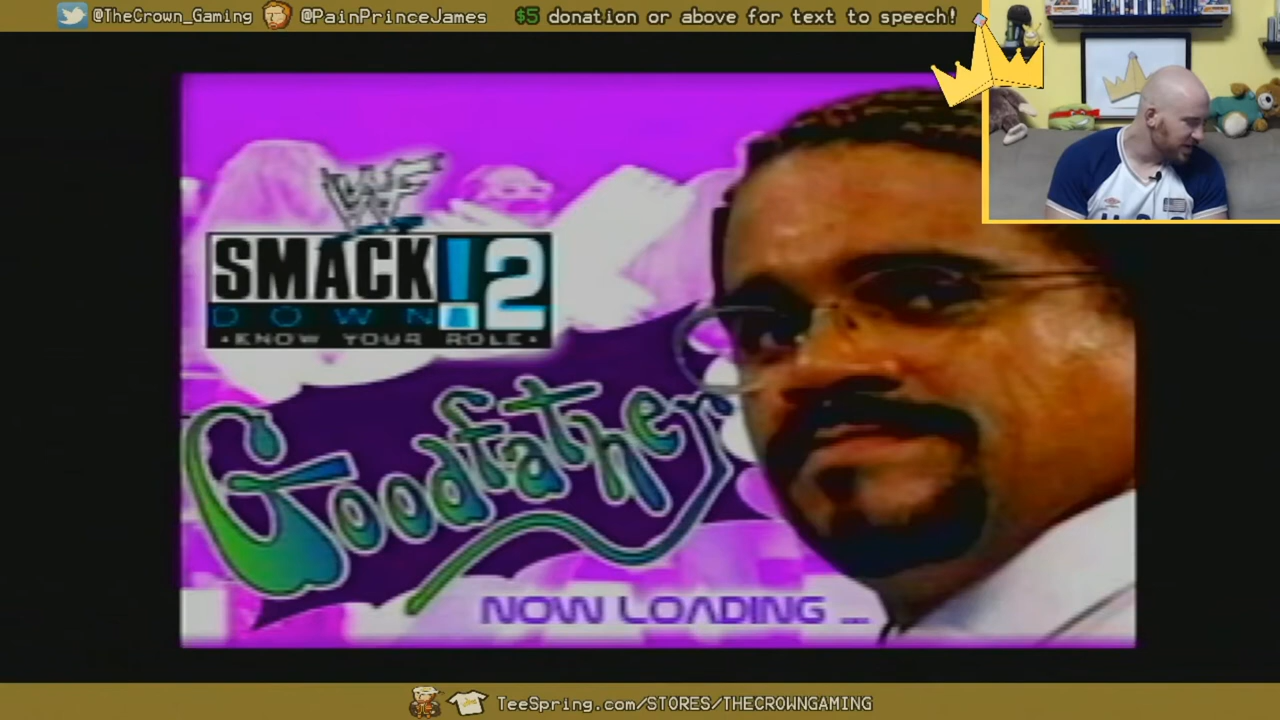 @TheCrown_Gaming @PainPrinceJames $5 donation or above for text to speech!
WF
SMACK!2
DOWN
•KNOW YOUR ROLE•
Goodfather
NOW LOADING ...
TeeSpring.com/STORES/THECROWNGAMING